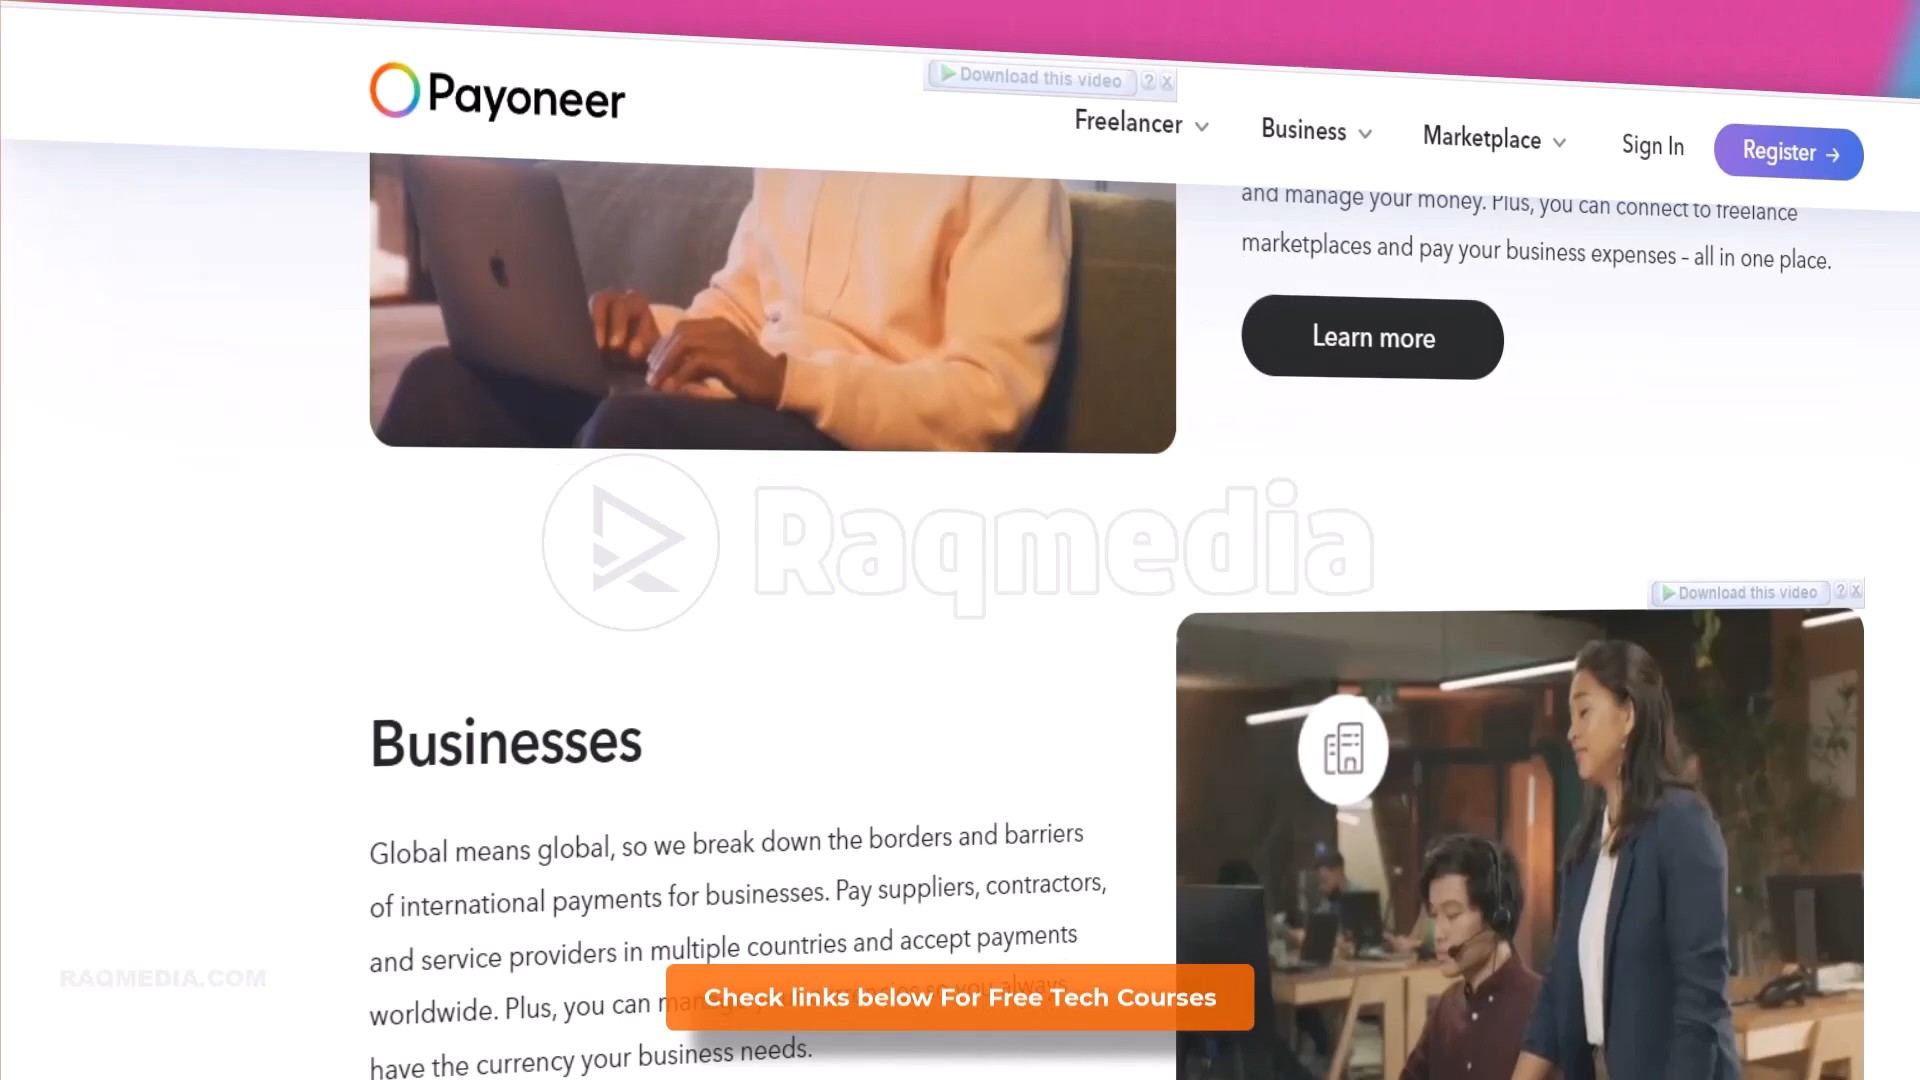 Payoneer
Download this video ? X
Freelancer
Business
Marketplace
Sign In
Register →
and manage your money. Plus, you can connect to freelance
marketplaces and pay your business expenses - all in one place.
Learn more
Raqmedia
Download this video ? X
Businesses
Global means global, so we break down the borders and barriers
of international payments for businesses. Pay suppliers, contractors,
and service providers in multiple countries and accept payments
worldwide. Plus, you can so you always
have the currency your business needs.
Check links below For Free Tech Courses
RAQMEDIA.COM